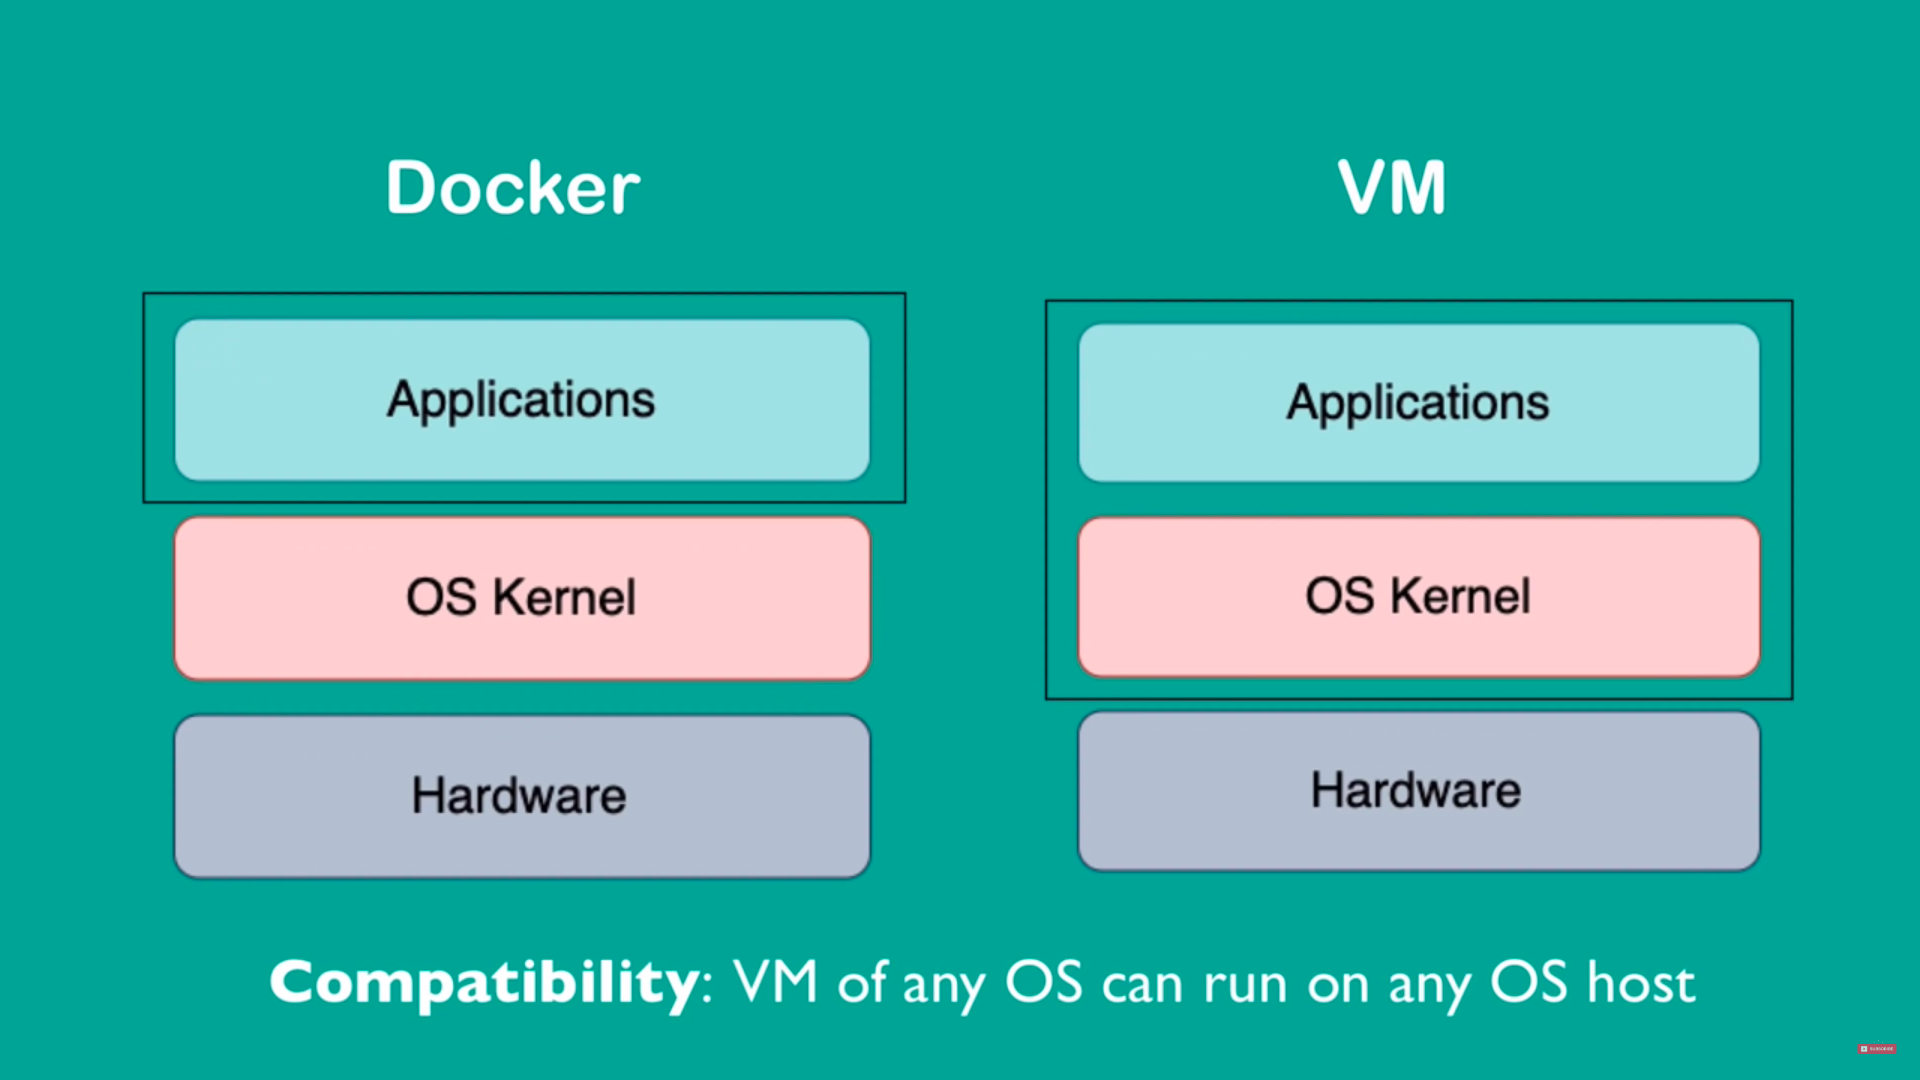 Docker
VM
Applications
OS Kernel
Hardware
Applications
OS Kernel
Hardware
Compatibility: VM of any OS can run on any OS host
SUBSCRIBE